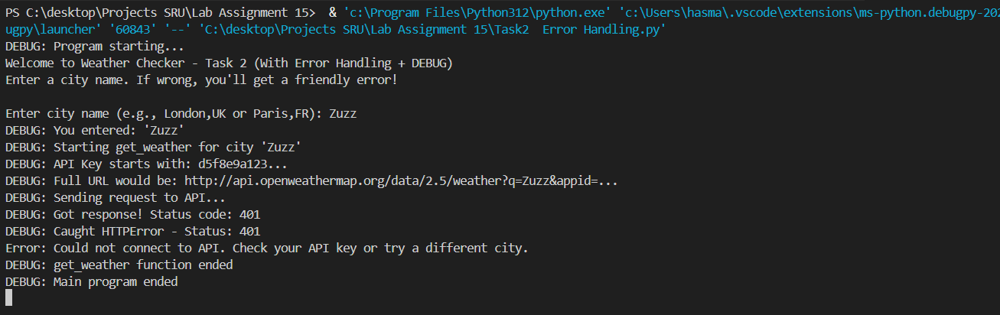 PS C:\desktop\Projects SRU\Lab Assignment 15>  & 'c:\Program Files\Python312\python.exe' 'c:\Users\hasma\.vscode\extensions\ms-python.debugpy-202
ugpy\launcher' '60843' '--' 'C:\desktop\Projects SRU\Lab Assignment 15\Task2  Error Handling.py'
DEBUG: Program starting...
Welcome to Weather Checker - Task 2 (With Error Handling + DEBUG)
Enter a city name. If wrong, you'll get a friendly error!

Enter city name (e.g., London,UK or Paris,FR): Zuzz
DEBUG: You entered: 'Zuzz'
DEBUG: Starting get_weather for city 'Zuzz'
DEBUG: API Key starts with: d5f8e9a123...
DEBUG: Full URL would be: http://api.openweathermap.org/data/2.5/weather?q=Zuzz&appid=...
DEBUG: Sending request to API...
DEBUG: Got response! Status code: 401
DEBUG: Caught HTTPError - Status: 401
Error: Could not connect to API. Check your API key or try a different city.
DEBUG: get_weather function ended
DEBUG: Main program ended